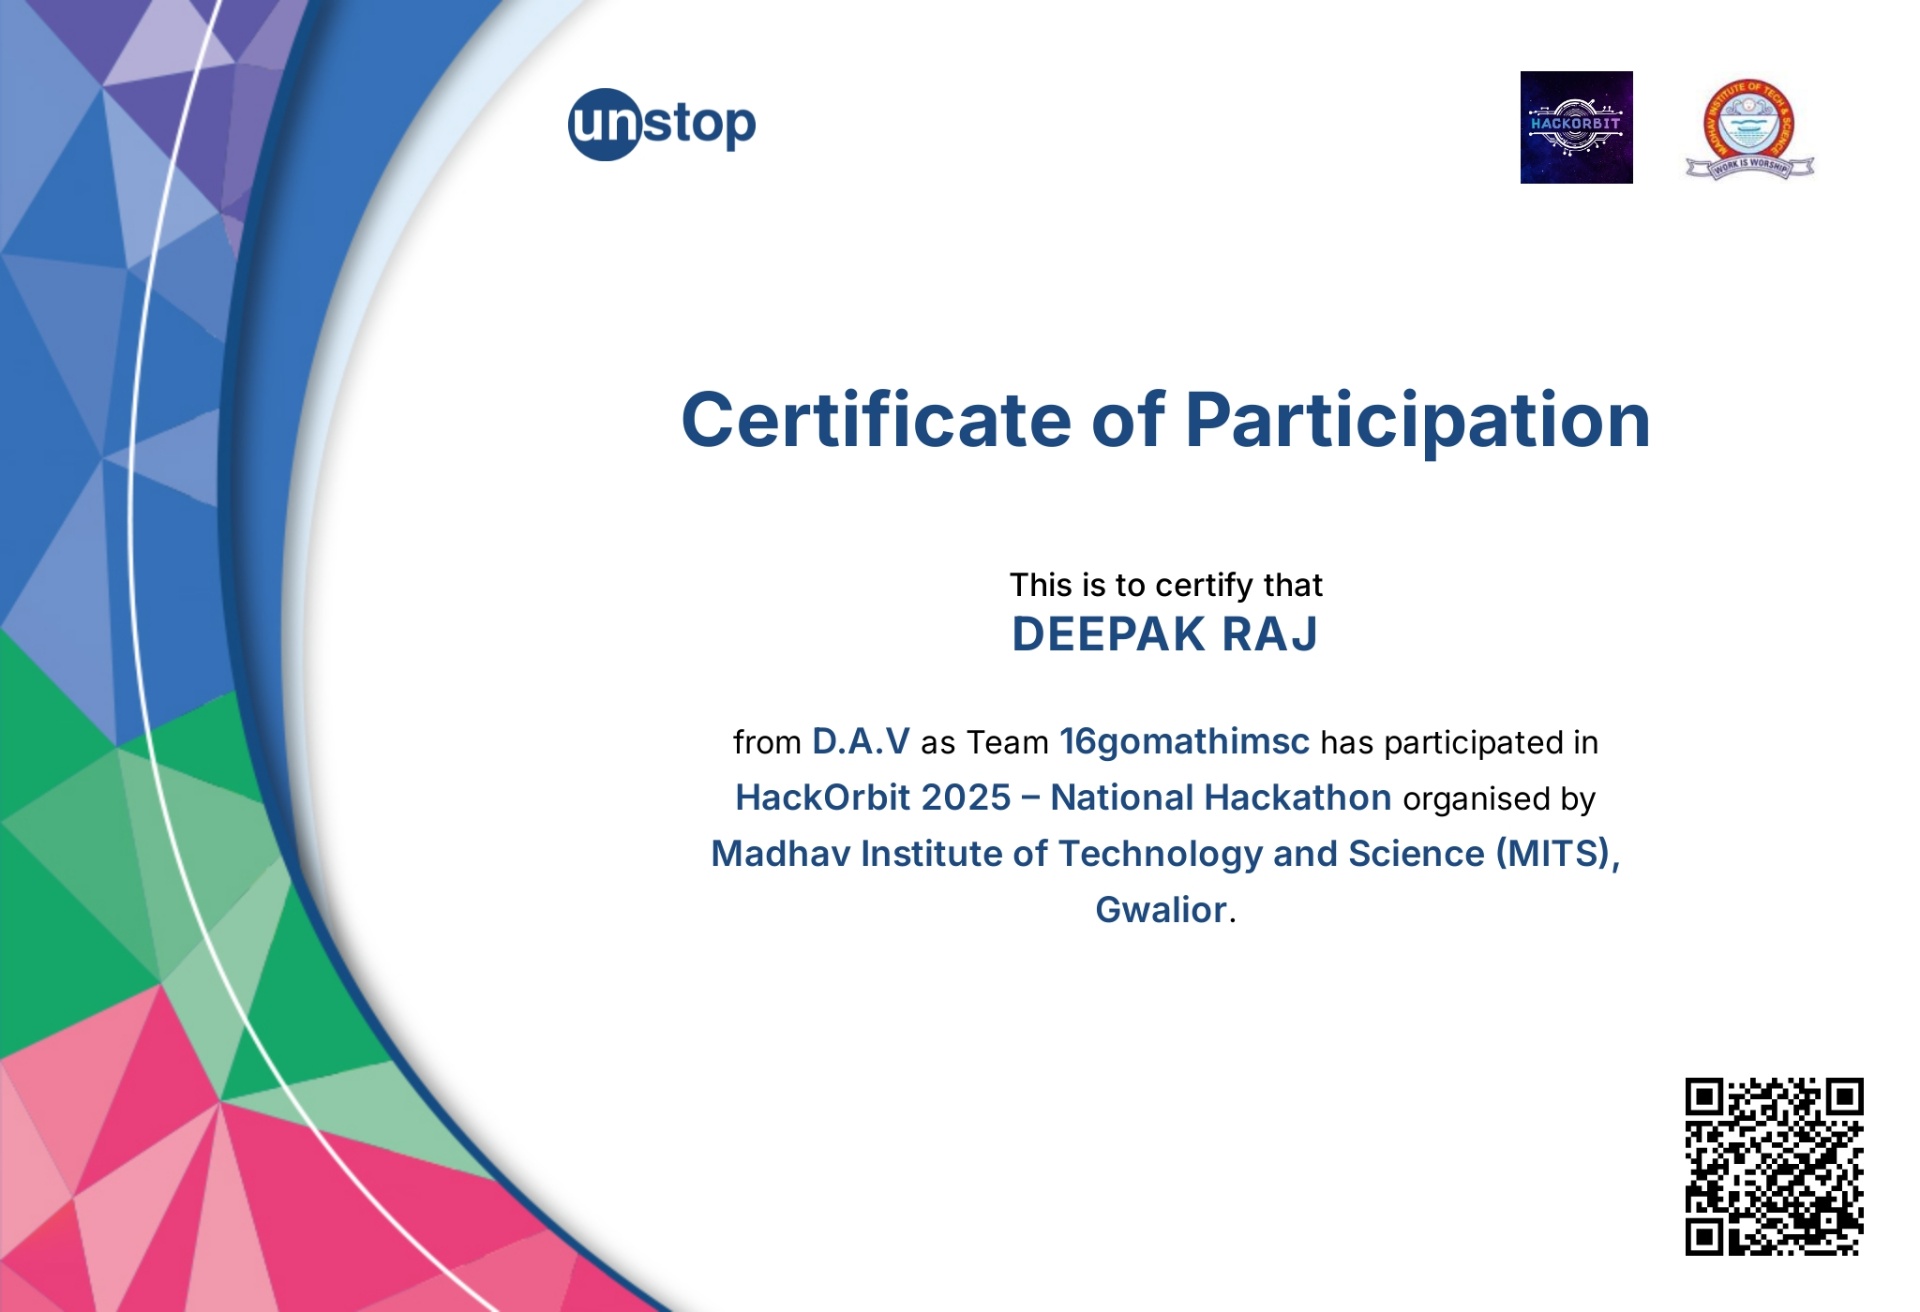 unstop
HACKORBIT
MADHAV INSTITUTE OF TECH & SCIENCE
WORK IS WORSHIP
Certificate of Participation
This is to certify that
DEEPAK RAJ
from D.A.V as Team 16gomathimsc has participated in
HackOrbit 2025 – National Hackathon organised by
Madhav Institute of Technology and Science (MITS),
Gwalior.